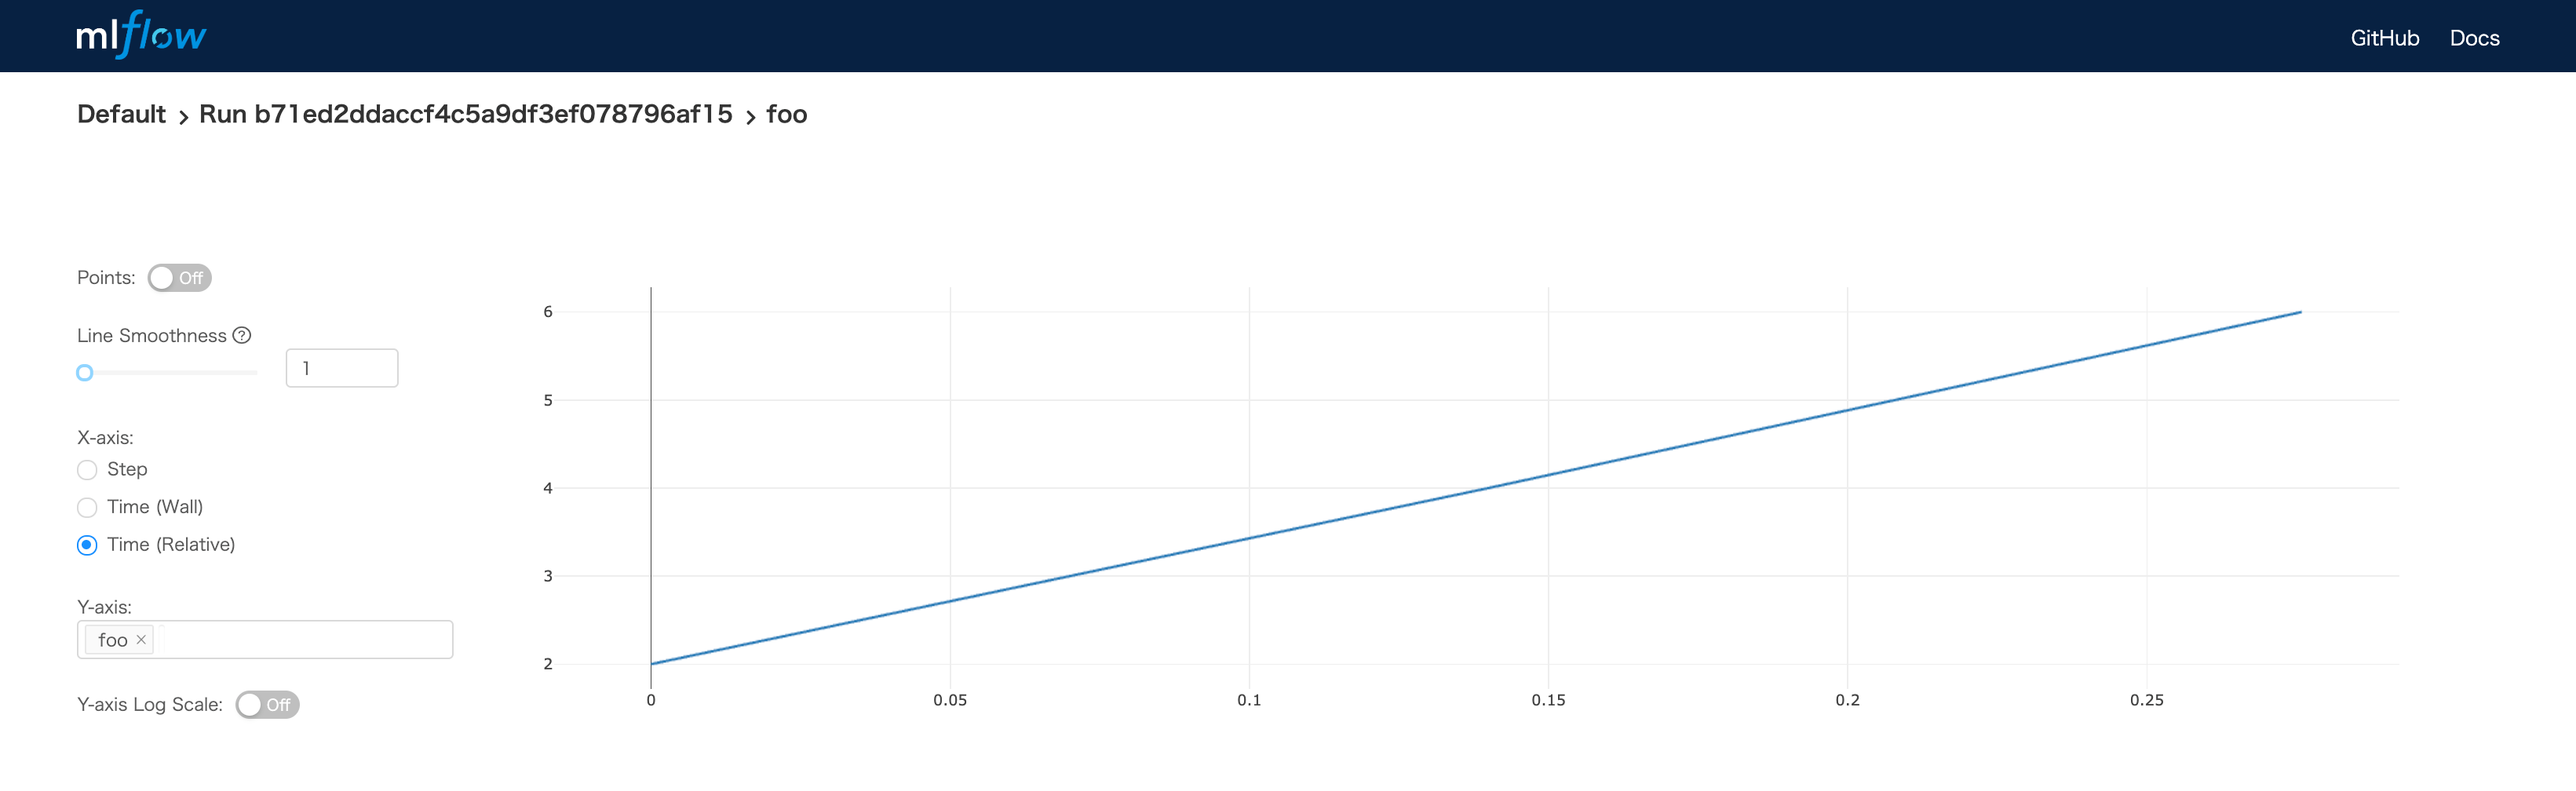 mlflow GitHub Docs
Default > Run b71ed2ddaccf4c5a9df3ef078796af15 > foo
Points: Off
Line Smoothness ?
1
X-axis:
Step
Time (Wall)
Time (Relative)
Y-axis:
foo ×
Y-axis Log Scale: Off
6
5
4
3
2
0 0.05 0.1 0.15 0.2 0.25